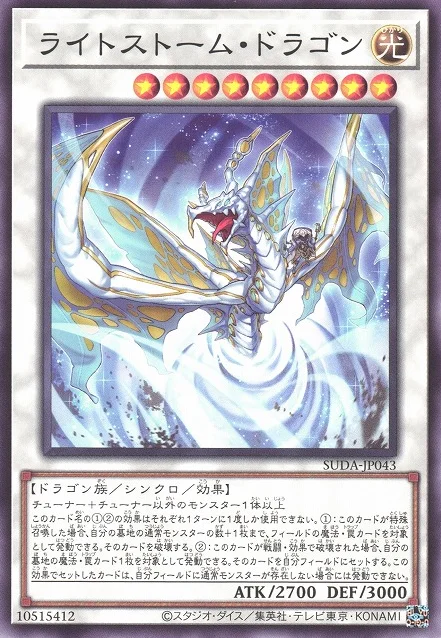 ライトストーム・ドラゴン
光
SUDA-JP043
【ドラゴン族／シンクロ／効果】
チューナー＋チューナー以外のモンスター1体以上
このカード名の①②の効果はそれぞれ1ターンに1度しか使用できない。①：このカードが特殊
召喚した場合、自分の墓地の通常モンスターの数＋1枚まで、フィールドの魔法・罠カードを対象
として発動できる。そのカードを破壊する。②：このカードが戦闘・効果で破壊された場合、自分の
墓地の魔法・罠カード1枚を対象として発動できる。そのカードを自分フィールドにセットする。この
効果でセットしたカードは、自分フィールドに通常モンスターが存在しない場合には発動できない。
ATK/2700 DEF/3000
10515412
©スタジオ・ダイス/集英社・テレビ東京・KONAMI